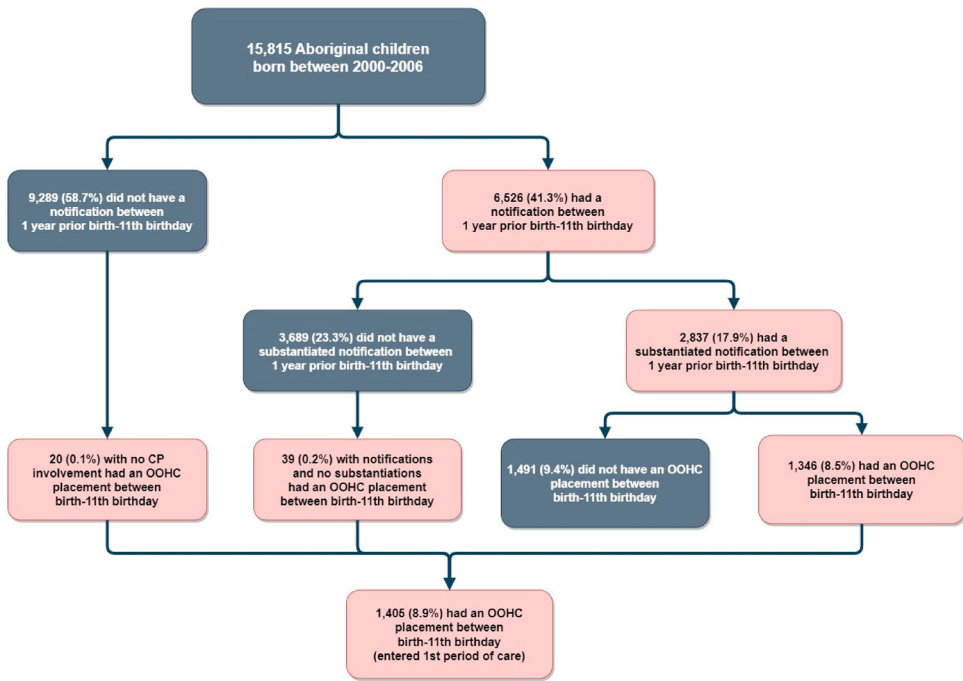 15,815 Aboriginal children
born between 2000-2006
9,289 (58.7%) did not have a
notification between
1 year prior birth-11th birthday
6,526 (41.3%) had a
notification between
1 year prior birth-11th birthday
3,689 (23.3%) did not have a
substantiated notification between
1 year prior birth-11th birthday
2,837 (17.9%) had a
substantiated notification between
1 year prior birth-11th birthday
20 (0.1%) with no CP
involvement had an OOHC
placement between
birth-11th birthday
39 (0.2%) with notifications
and no substantiations
had an OOHC placement
between birth-11th birthday
1,491 (9.4%) did not have an OOHC
placement between
birth-11th birthday
1,346 (8.5%) had an OOHC
placement between
birth-11th birthday
1,405 (8.9%) had an OOHC
placement between
birth-11th birthday
(entered 1st period of care)